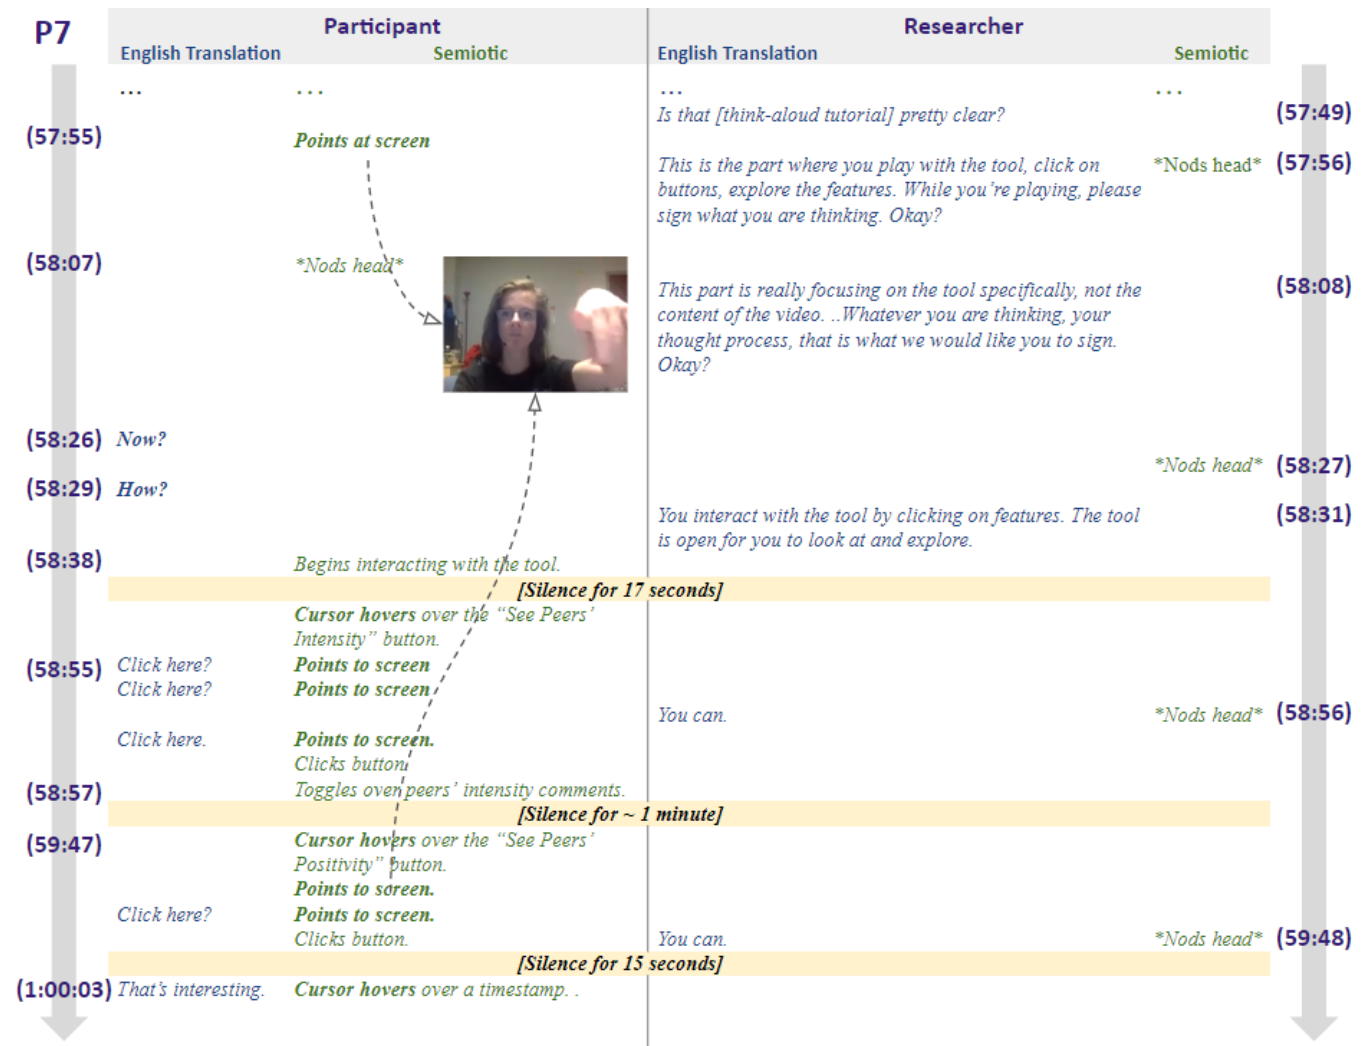 P7
Participant
Researcher
English Translation
Semiotic
English Translation
Semiotic
...
...
...
...
Is that [think-aloud tutorial] pretty clear?
(57:49)
(57:55)
Points at screen
This is the part where you play with the tool, click on
*Nods head*
(57:56)
buttons, explore the features. While you're playing, please
sign what you are thinking. Okay?
(58:07)
*Nods head*
This part is really focusing on the tool specifically, not the
(58:08)
content of the video. ..Whatever you are thinking, your
thought process, that is what we would like you to sign.
Okay?
(58:26)
Now?
*Nods head*
(58:27)
(58:29)
How?
You interact with the tool by clicking on features. The tool
(58:31)
is open for you to look at and explore.
(58:38)
Begins interacting with the tool.
[Silence for 17 seconds]
Cursor hovers over the "See Peers'
Intensity" button.
(58:55)
Click here?
Points to screen
Click here?
Points to screen
You can.
*Nods head*
(58:56)
Click here.
Points to screen.
Clicks button
(58:57)
Toggles over peers' intensity comments.
[Silence for ~ 1 minute]
(59:47)
Cursor hovers over the "See Peers'
Positivity" button.
Points to screen.
Click here?
Points to screen.
Clicks button.
You can.
*Nods head*
(59:48)
[Silence for 15 seconds]
(1:00:03)
That's interesting.
Cursor hovers over a timestamp. .